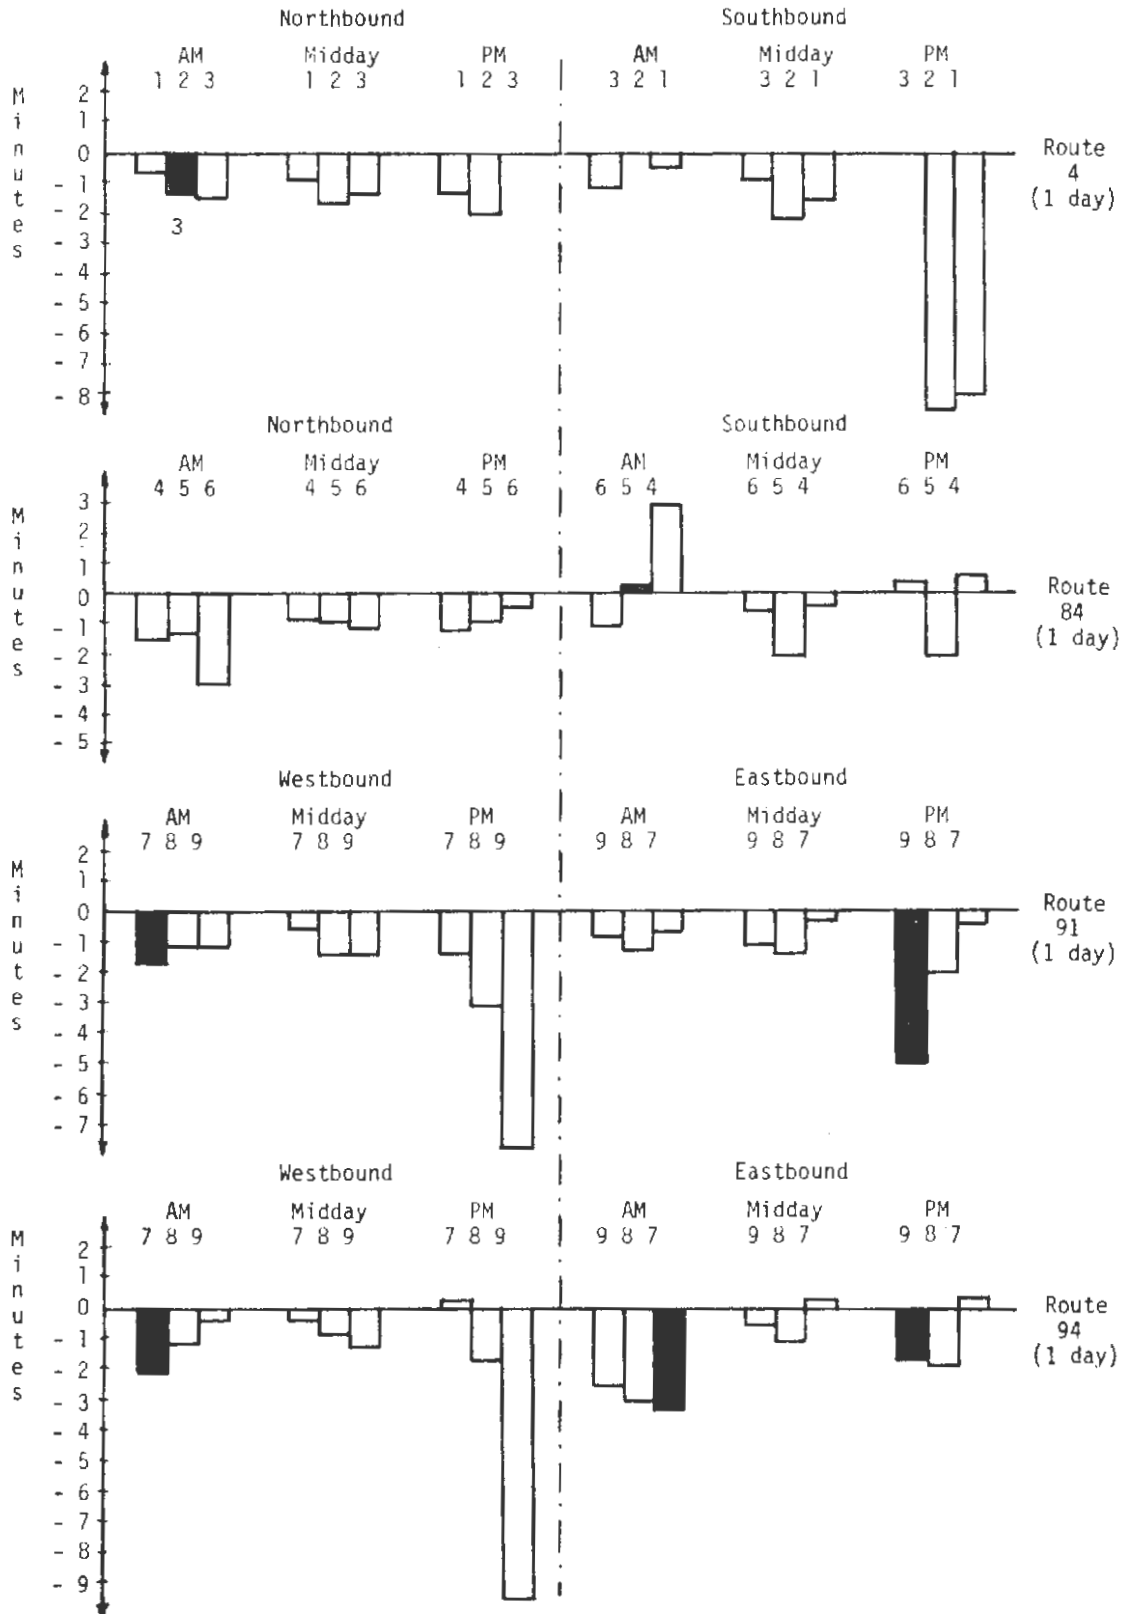 Northbound Southbound
AM Midday PM AM Midday PM
1 2 3 1 2 3 1 2 3 3 2 1 3 2 1 3 2 1
Minutes
2
1
0
- 1
- 2
- 3
- 4
- 5
- 6
- 7
- 8
3
Route
4
(1 day)
Northbound Southbound
AM Midday PM AM Midday PM
4 5 6 4 5 6 4 5 6 6 5 4 6 5 4 6 5 4
Minutes
3
2
1
0
- 1
- 2
- 3
- 4
- 5
Route
84
(1 day)
Westbound Eastbound
AM Midday PM AM Midday PM
7 8 9 7 8 9 7 8 9 9 8 7 9 8 7 9 8 7
Minutes
2
1
0
- 1
- 2
- 3
- 4
- 5
- 6
- 7
Route
91
(1 day)
Westbound Eastbound
AM Midday PM AM Midday PM
7 8 9 7 8 9 7 8 9 9 8 7 9 8 7 9 8 7
Minutes
2
1
0
- 1
- 2
- 3
- 4
- 5
- 6
- 7
- 8
- 9
Route
94
(1 day)